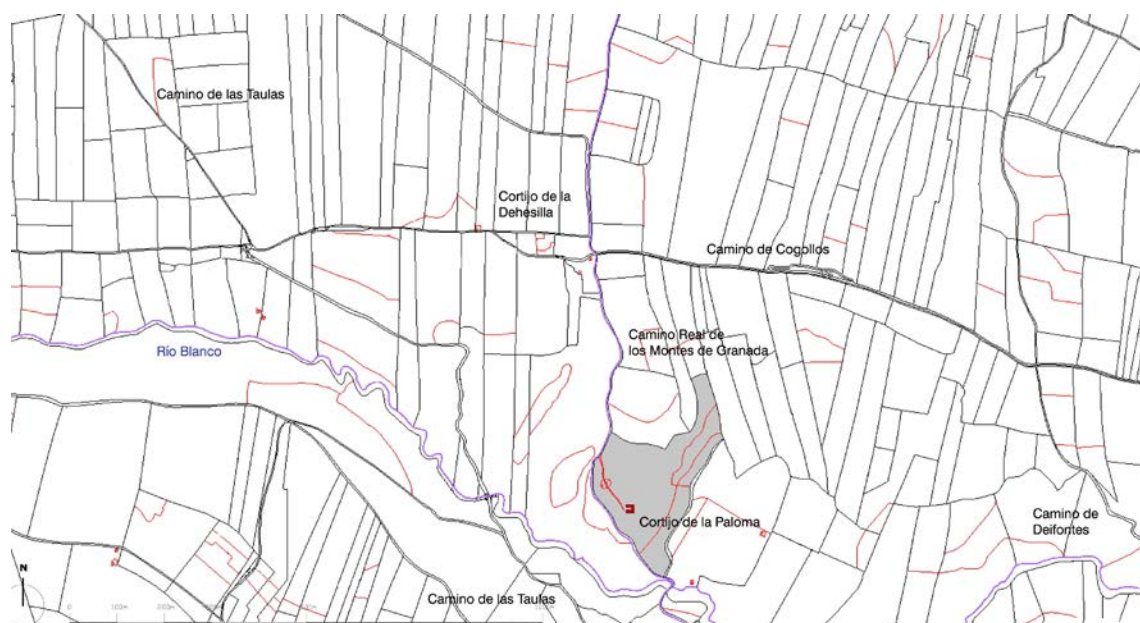 Camino de las Taulas
Cortijo de la
Dehesilla
Camino de Cogollos
Camino Real de
los Montes de Granada
Río Blanco
Cortijo de la Paloma
Camino de
Deifontes
Camino de las Taulas
N
0